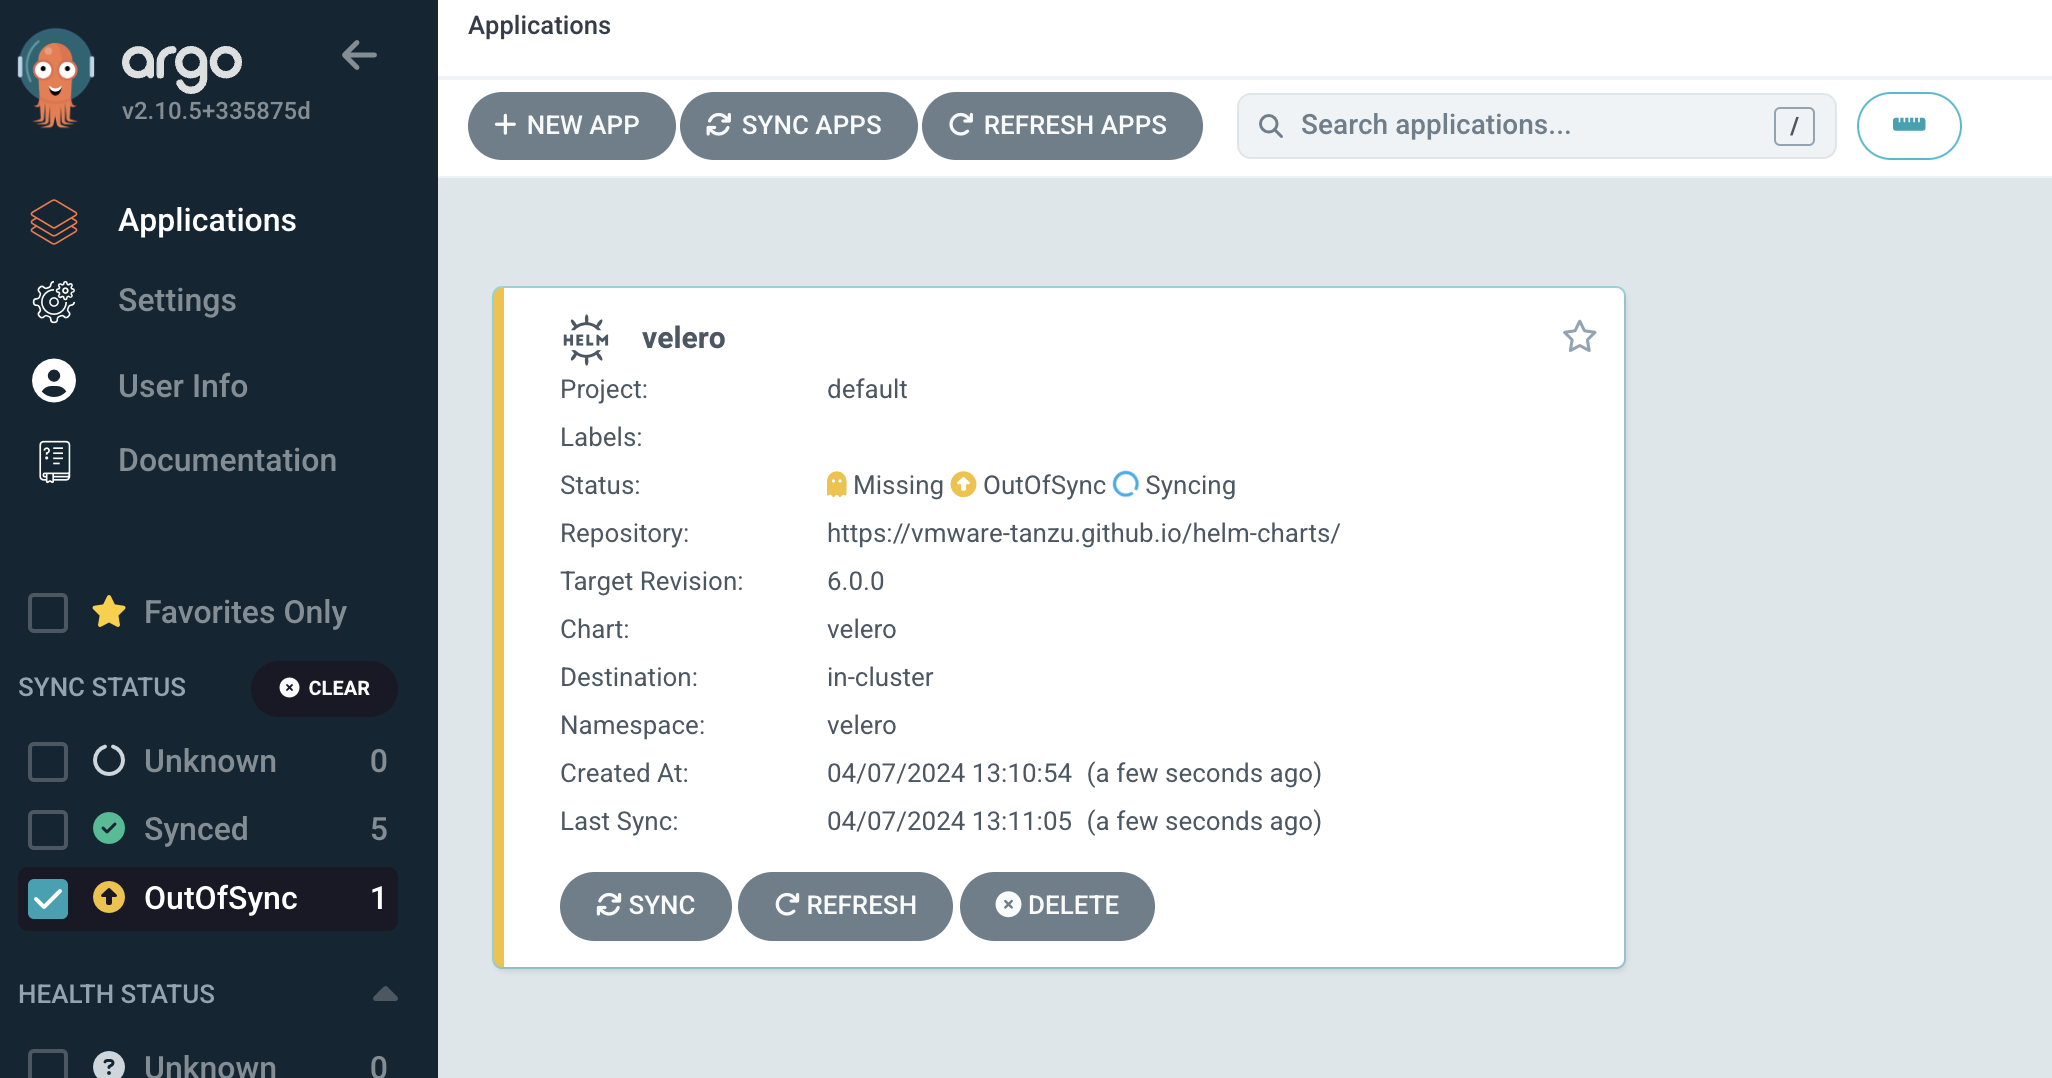 argo
v2.10.5+335875d
Applications
Settings
User Info
Documentation
Favorites Only
SYNC STATUS
CLEAR
Unknown 0
Synced 5
OutOfSync 1
HEALTH STATUS
Unknown 0
Applications
NEW APP SYNC APPS REFRESH APPS Search applications... /
HELM velero
Project: default
Labels:
Status: Missing OutOfSync Syncing
Repository: https://vmware-tanzu.github.io/helm-charts/
Target Revision: 6.0.0
Chart: velero
Destination: in-cluster
Namespace: velero
Created At: 04/07/2024 13:10:54 (a few seconds ago)
Last Sync: 04/07/2024 13:11:05 (a few seconds ago)
SYNC REFRESH DELETE